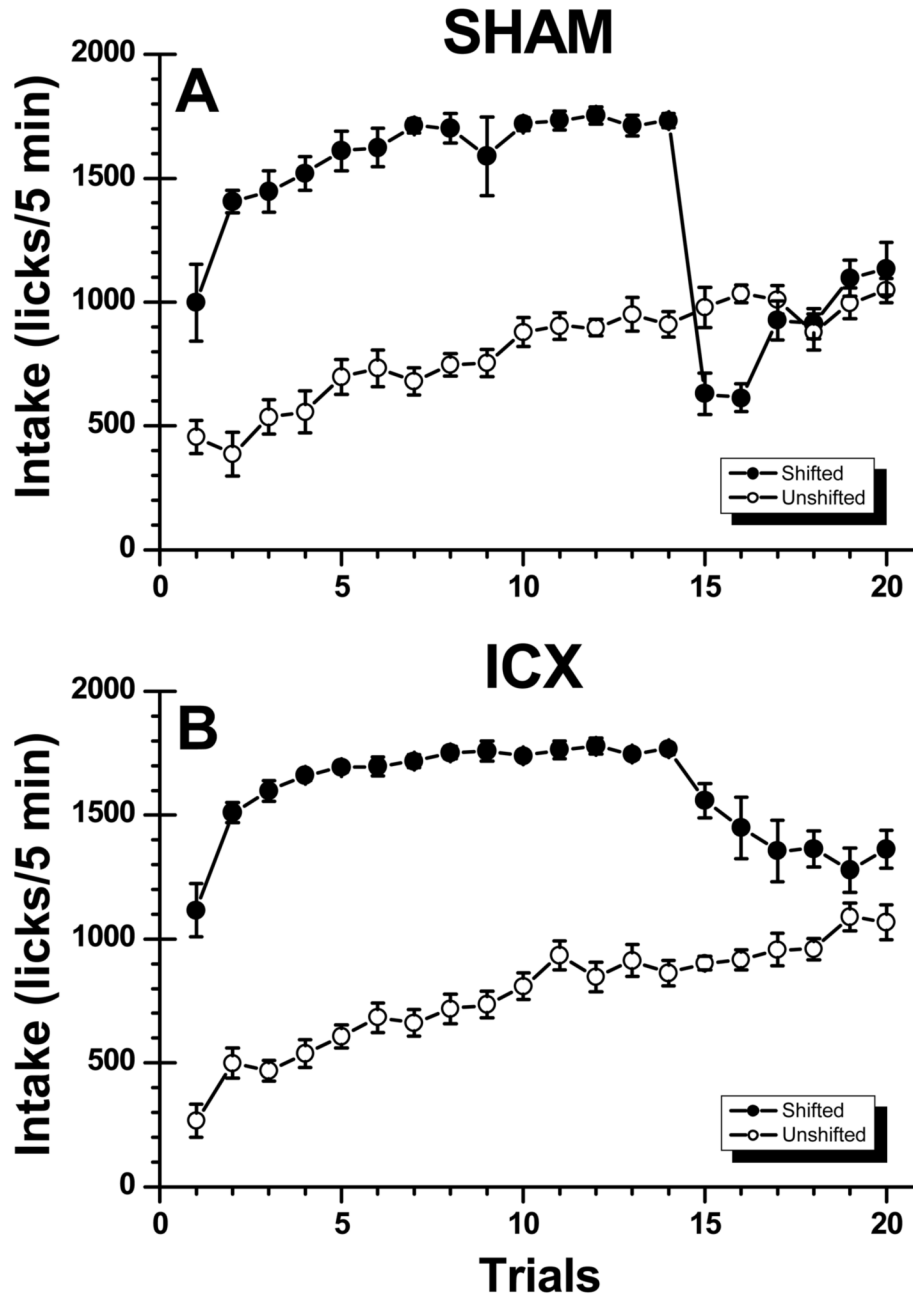 SHAM
A
Intake (licks/5 min)
2000
1500
1000
500
0
Shifted
Unshifted
0 5 10 15 20
ICX
B
Intake (licks/5 min)
2000
1500
1000
500
0
Shifted
Unshifted
0 5 10 15 20
Trials